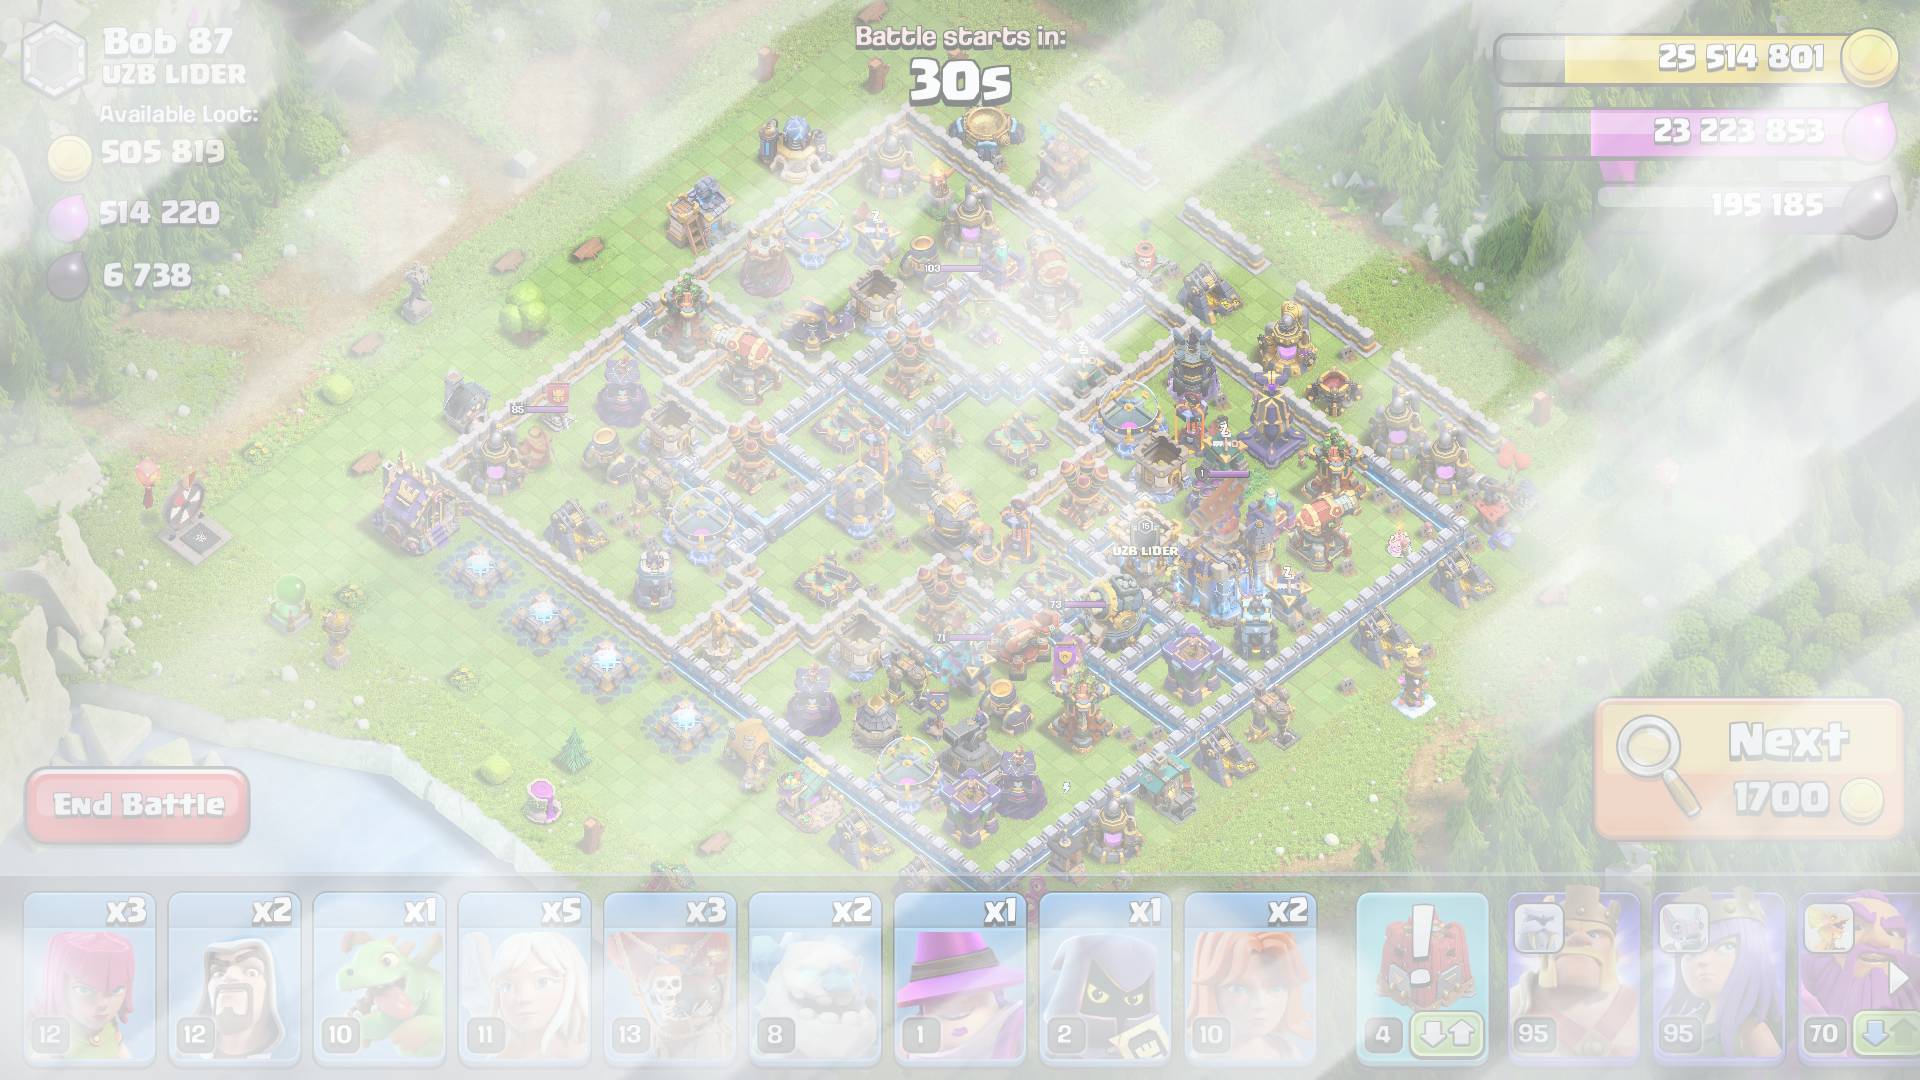 Bob 87
UZB LIDER
Available Loot:
505 819
514 220
6 738
Battle starts in:
30s
25 514 801
23 223 853
195 185
103
85
1
15
UZB LIDER
73
71
End Battle
Next
1700
x3
x2
x1
x5
x3
x2
x1
x1
x2
12
12
10
11
13
8
1
2
10
4
95
95
70